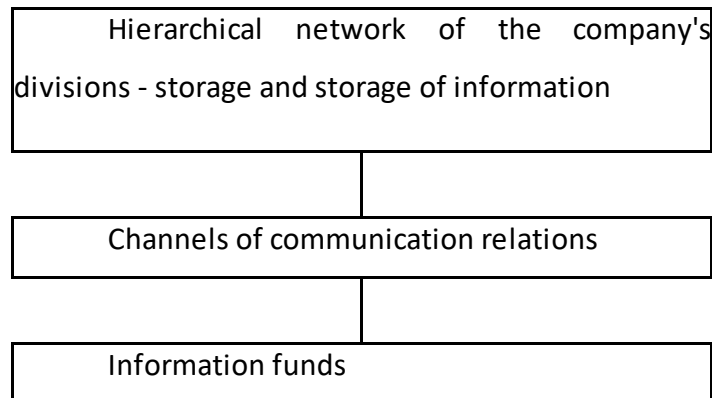 Hierarchical network of the company's
divisions - storage and storage of information
Channels of communication relations
Information funds